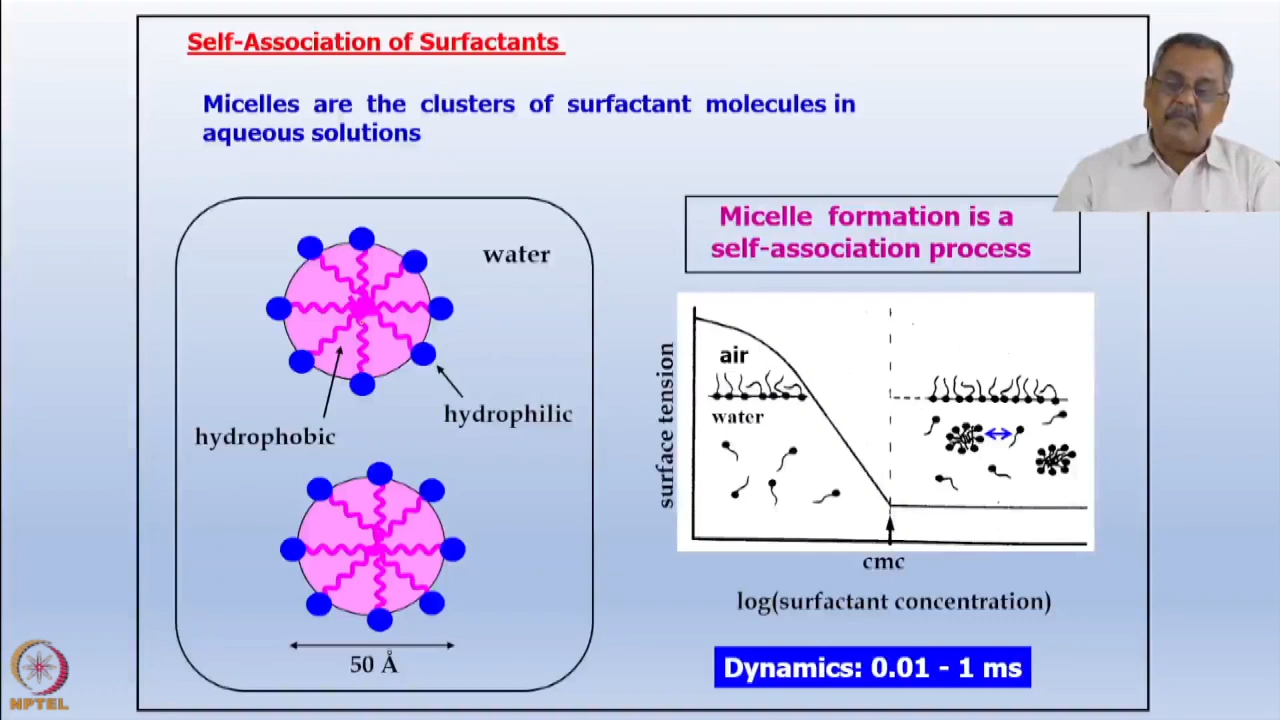 Self-Association of Surfactants
Micelles are the clusters of surfactant molecules in
aqueous solutions
water
hydrophobic
hydrophilic
50 Å
Micelle formation is a
self-association process
surface tension
air
water
cmc
log(surfactant concentration)
Dynamics: 0.01 - 1 ms
NPTEL